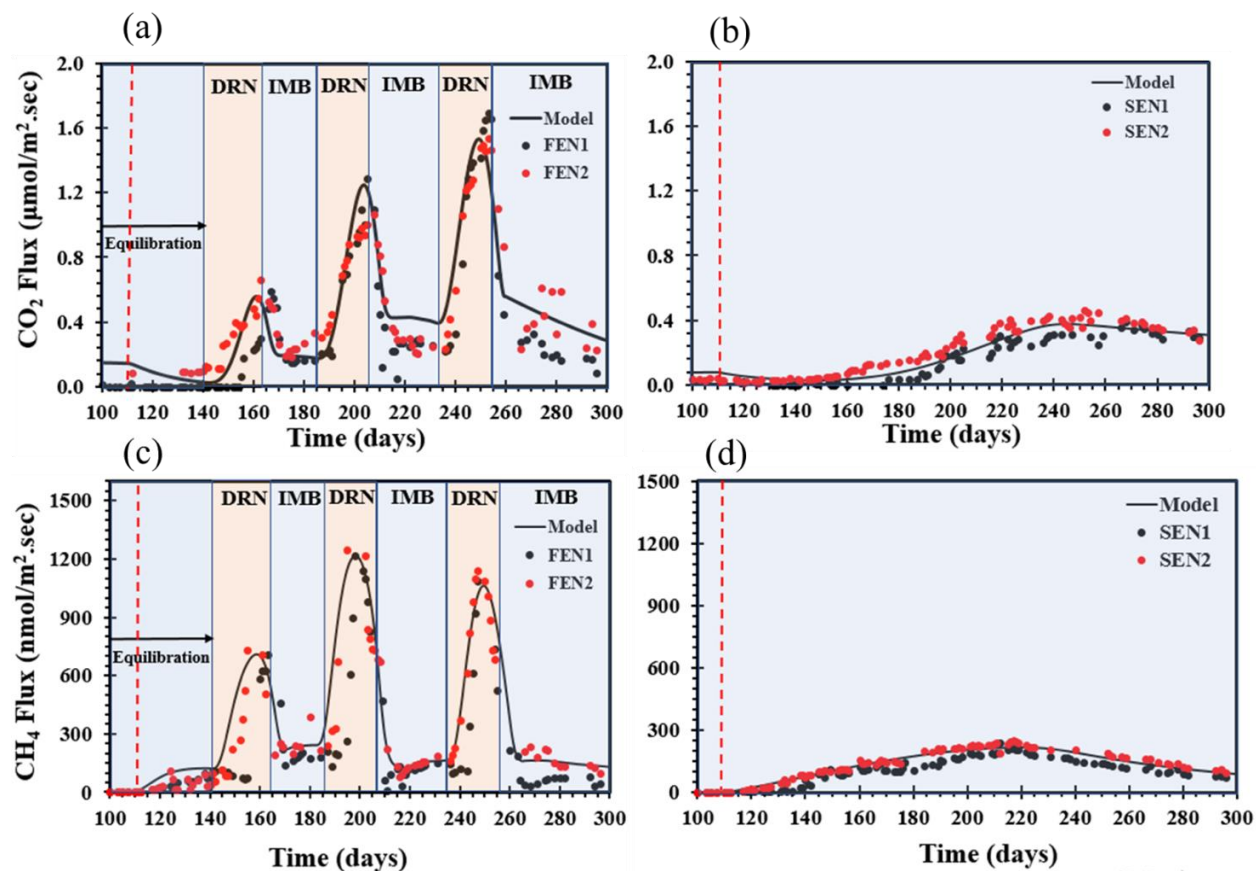 (a)
2.0
1.6
1.2
0.8
0.4
0.0
CO2 Flux (µmol/m2.sec)
DRN IMB DRN IMB DRN IMB
Model
FEN1
FEN2
Equilibration
100 120 140 160 180 200 220 240 260 280 300
Time (days)
(b)
2.0
1.6
1.2
0.8
0.4
0.0
Model
SEN1
SEN2
100 120 140 160 180 200 220 240 260 280 300
Time (days)
(c)
1500
1200
900
600
300
0
CH4 Flux (nmol/m2.sec)
DRN IMB DRN IMB DRN IMB
Model
FEN1
FEN2
Equilibration
100 120 140 160 180 200 220 240 260 280 300
Time (days)
(d)
1500
1200
900
600
300
0
Model
SEN1
SEN2
100 120 140 160 180 200 220 240 260 280 300
Time (days)